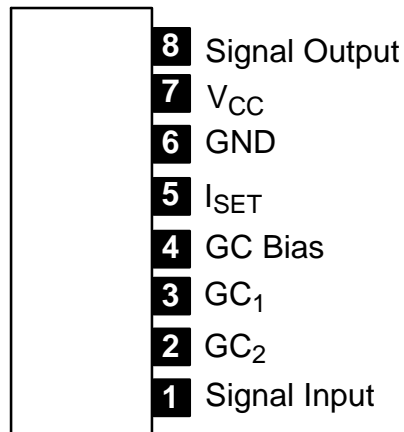 8 Signal Output
7 VCC
6 GND
5 ISET
4 GC Bias
3 GC1
2 GC2
1 Signal Input